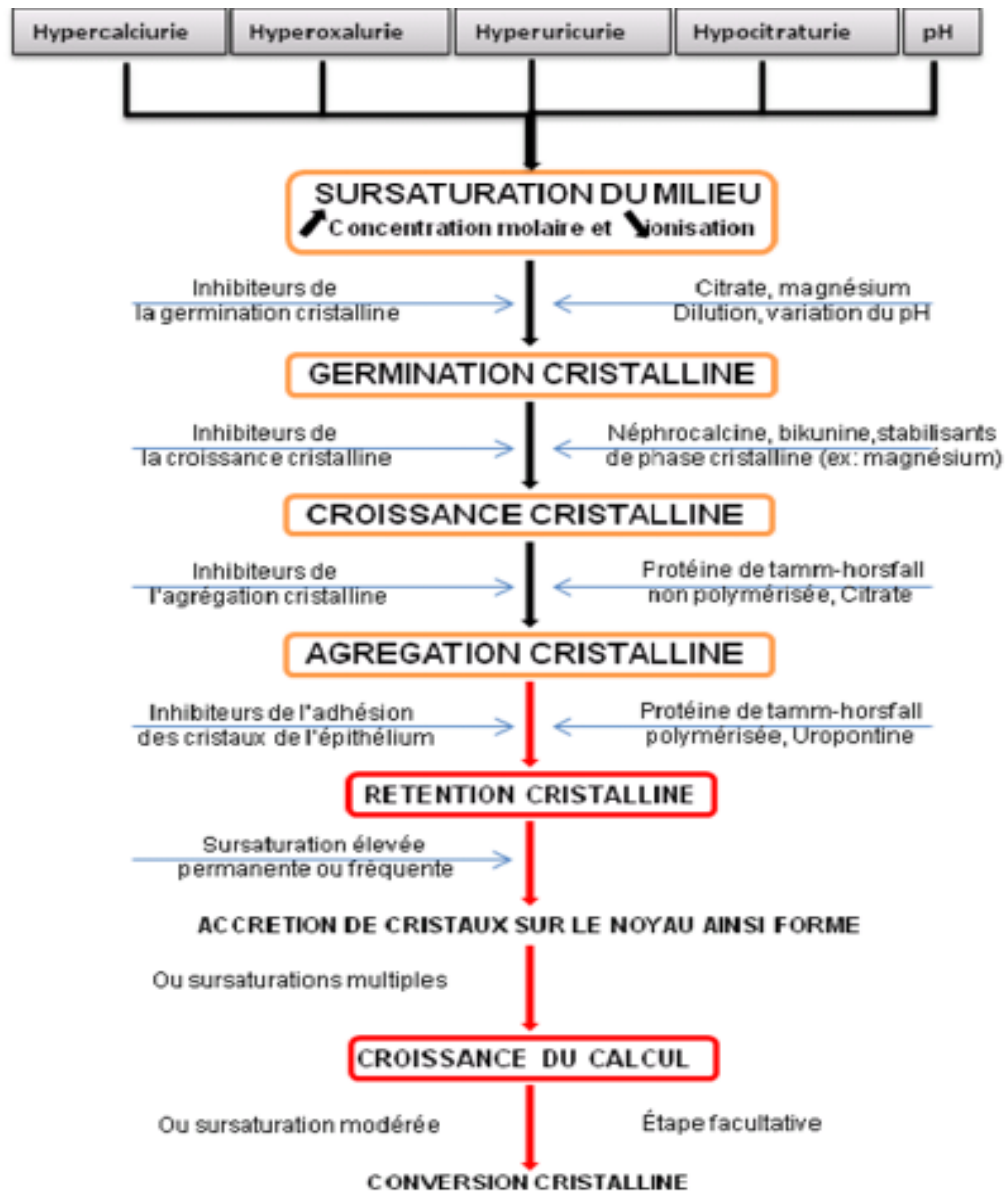 Hypercalciurie Hyperoxalurie Hyperuricurie Hypocitraturie pH
SURSATURATION DU MILIEU
Concentration molaire et ionisation
Inhibiteurs de
la germination cristalline
Citrate, magnésium
Dilution, variation du pH
GERMINATION CRISTALLINE
Inhibiteurs de
la croissance cristalline
Néphrocalcine, bikunine,stabilisants
de phase cristalline (ex: magnésium)
CROISSANCE CRISTALLINE
Inhibiteurs de
l'agrégation cristalline
Protéine de tamm-horsfall
non polymérisée, Citrate
AGREGATION CRISTALLINE
Inhibiteurs de l'adhésion
des cristaux de l'épithélium
Protéine de tamm-horsfall
polymérisée, Uropontine
RETENTION CRISTALLINE
Sursaturation élevée
permanente ou fréquente
ACCRETION DE CRISTAUX SUR LE NOYAU AINSI FORME
Ou sursaturations multiples
CROISSANCE DU CALCUL
Ou sursaturation modérée
Étape facultative
CONVERSION CRISTALLINE